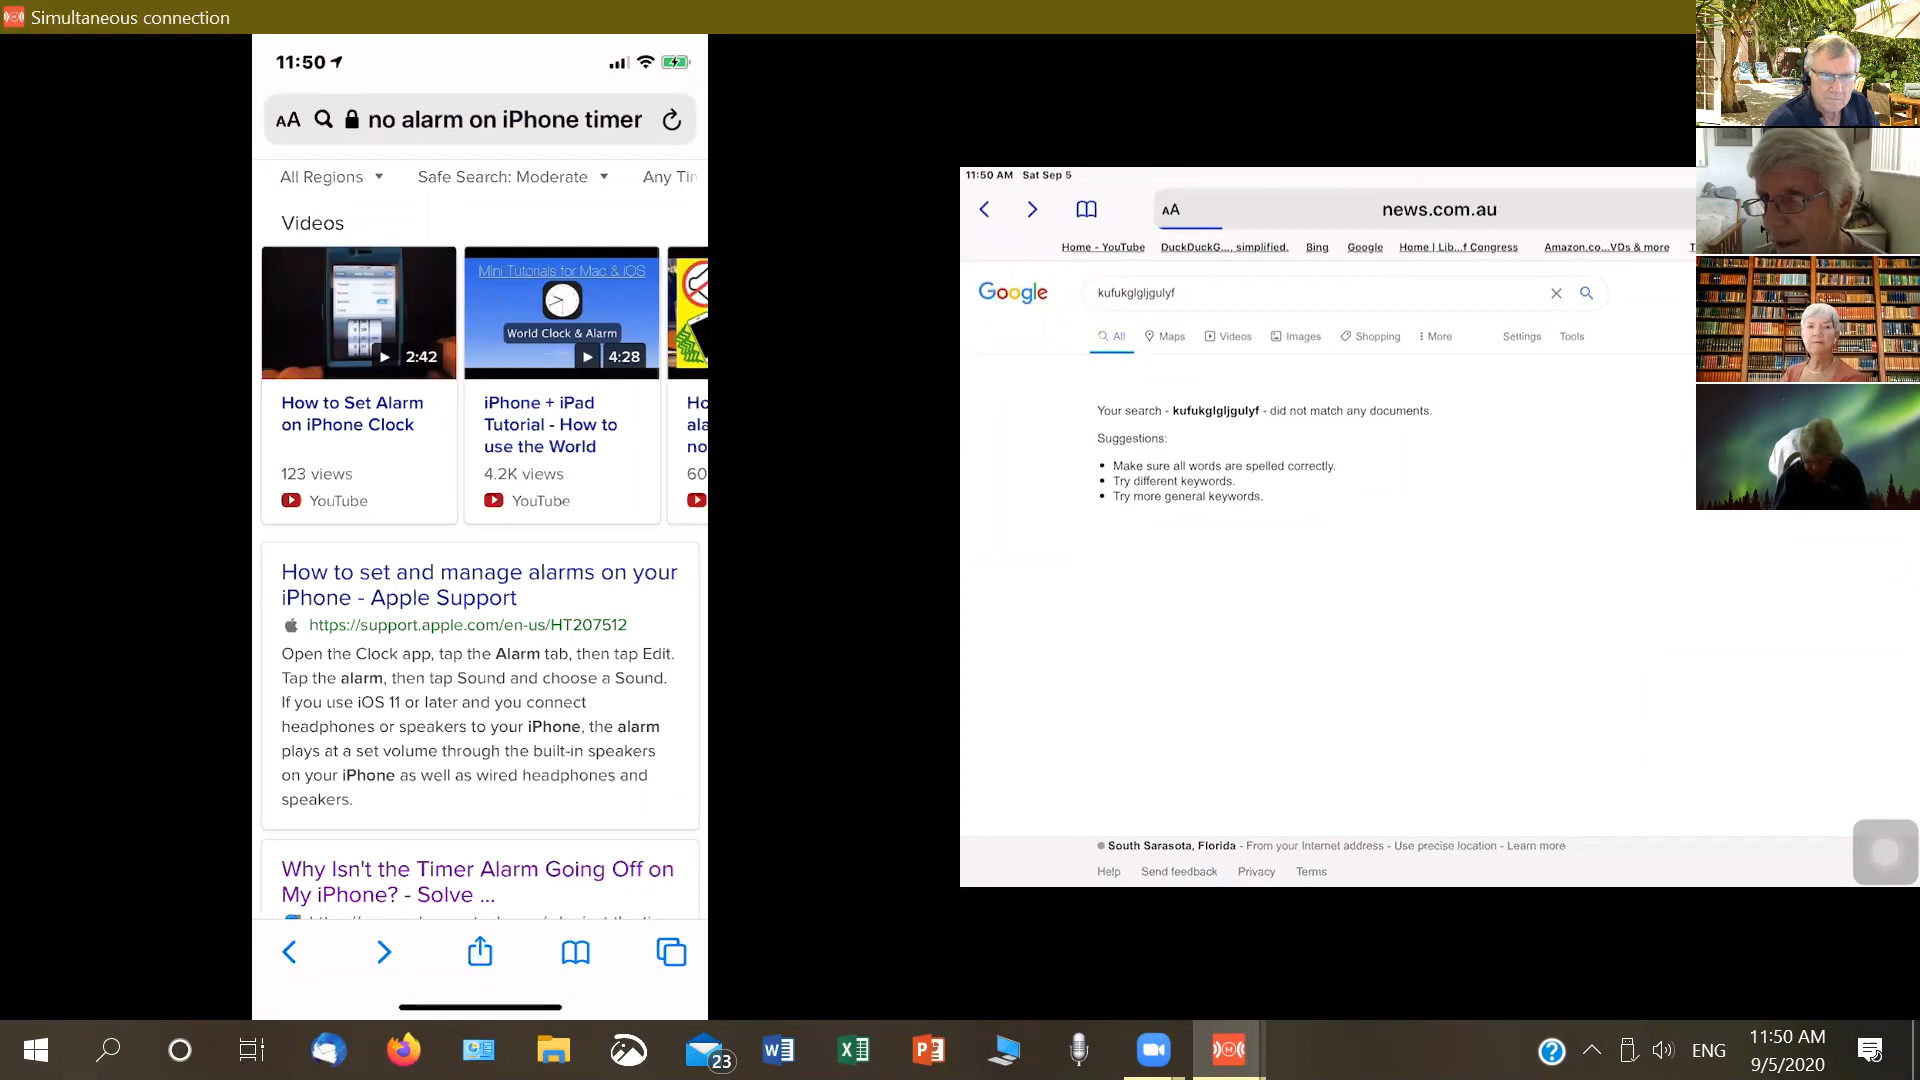 Simultaneous connection
11:50
AA no alarm on iPhone timer
All Regions Safe Search: Moderate Any Tim
Videos
Mini Tutorials for Mac & iOS
World Clock & Alarm
2:42
4:28
How to Set Alarm
on iPhone Clock
123 views
YouTube
iPhone + iPad
Tutorial - How to
use the World
4.2K views
YouTube
Ho
ala
no
60
How to set and manage alarms on your
iPhone - Apple Support
https://support.apple.com/en-us/HT207512
Open the Clock app, tap the Alarm tab, then tap Edit.
Tap the alarm, then tap Sound and choose a Sound.
If you use iOS 11 or later and you connect
headphones or speakers to your iPhone, the alarm
plays at a set volume through the built-in speakers
on your iPhone as well as wired headphones and
speakers.
Why Isn't the Timer Alarm Going Off on
My iPhone? - Solve ...
11:50 AM Sat Sep 5
AA news.com.au
Home - YouTube DuckDuckG..., simplified. Bing Google Home | Lib...f Congress Amazon.co...VDs & more T
Google kufukglgljgulyf
All Maps Videos Images Shopping More Settings Tools
Your search - kufukglgljgulyf - did not match any documents.
Suggestions:
• Make sure all words are spelled correctly.
• Try different keywords.
• Try more general keywords.
South Sarasota, Florida - From your Internet address - Use precise location - Learn more
Help Send feedback Privacy Terms
23
ENG
11:50 AM
9/5/2020